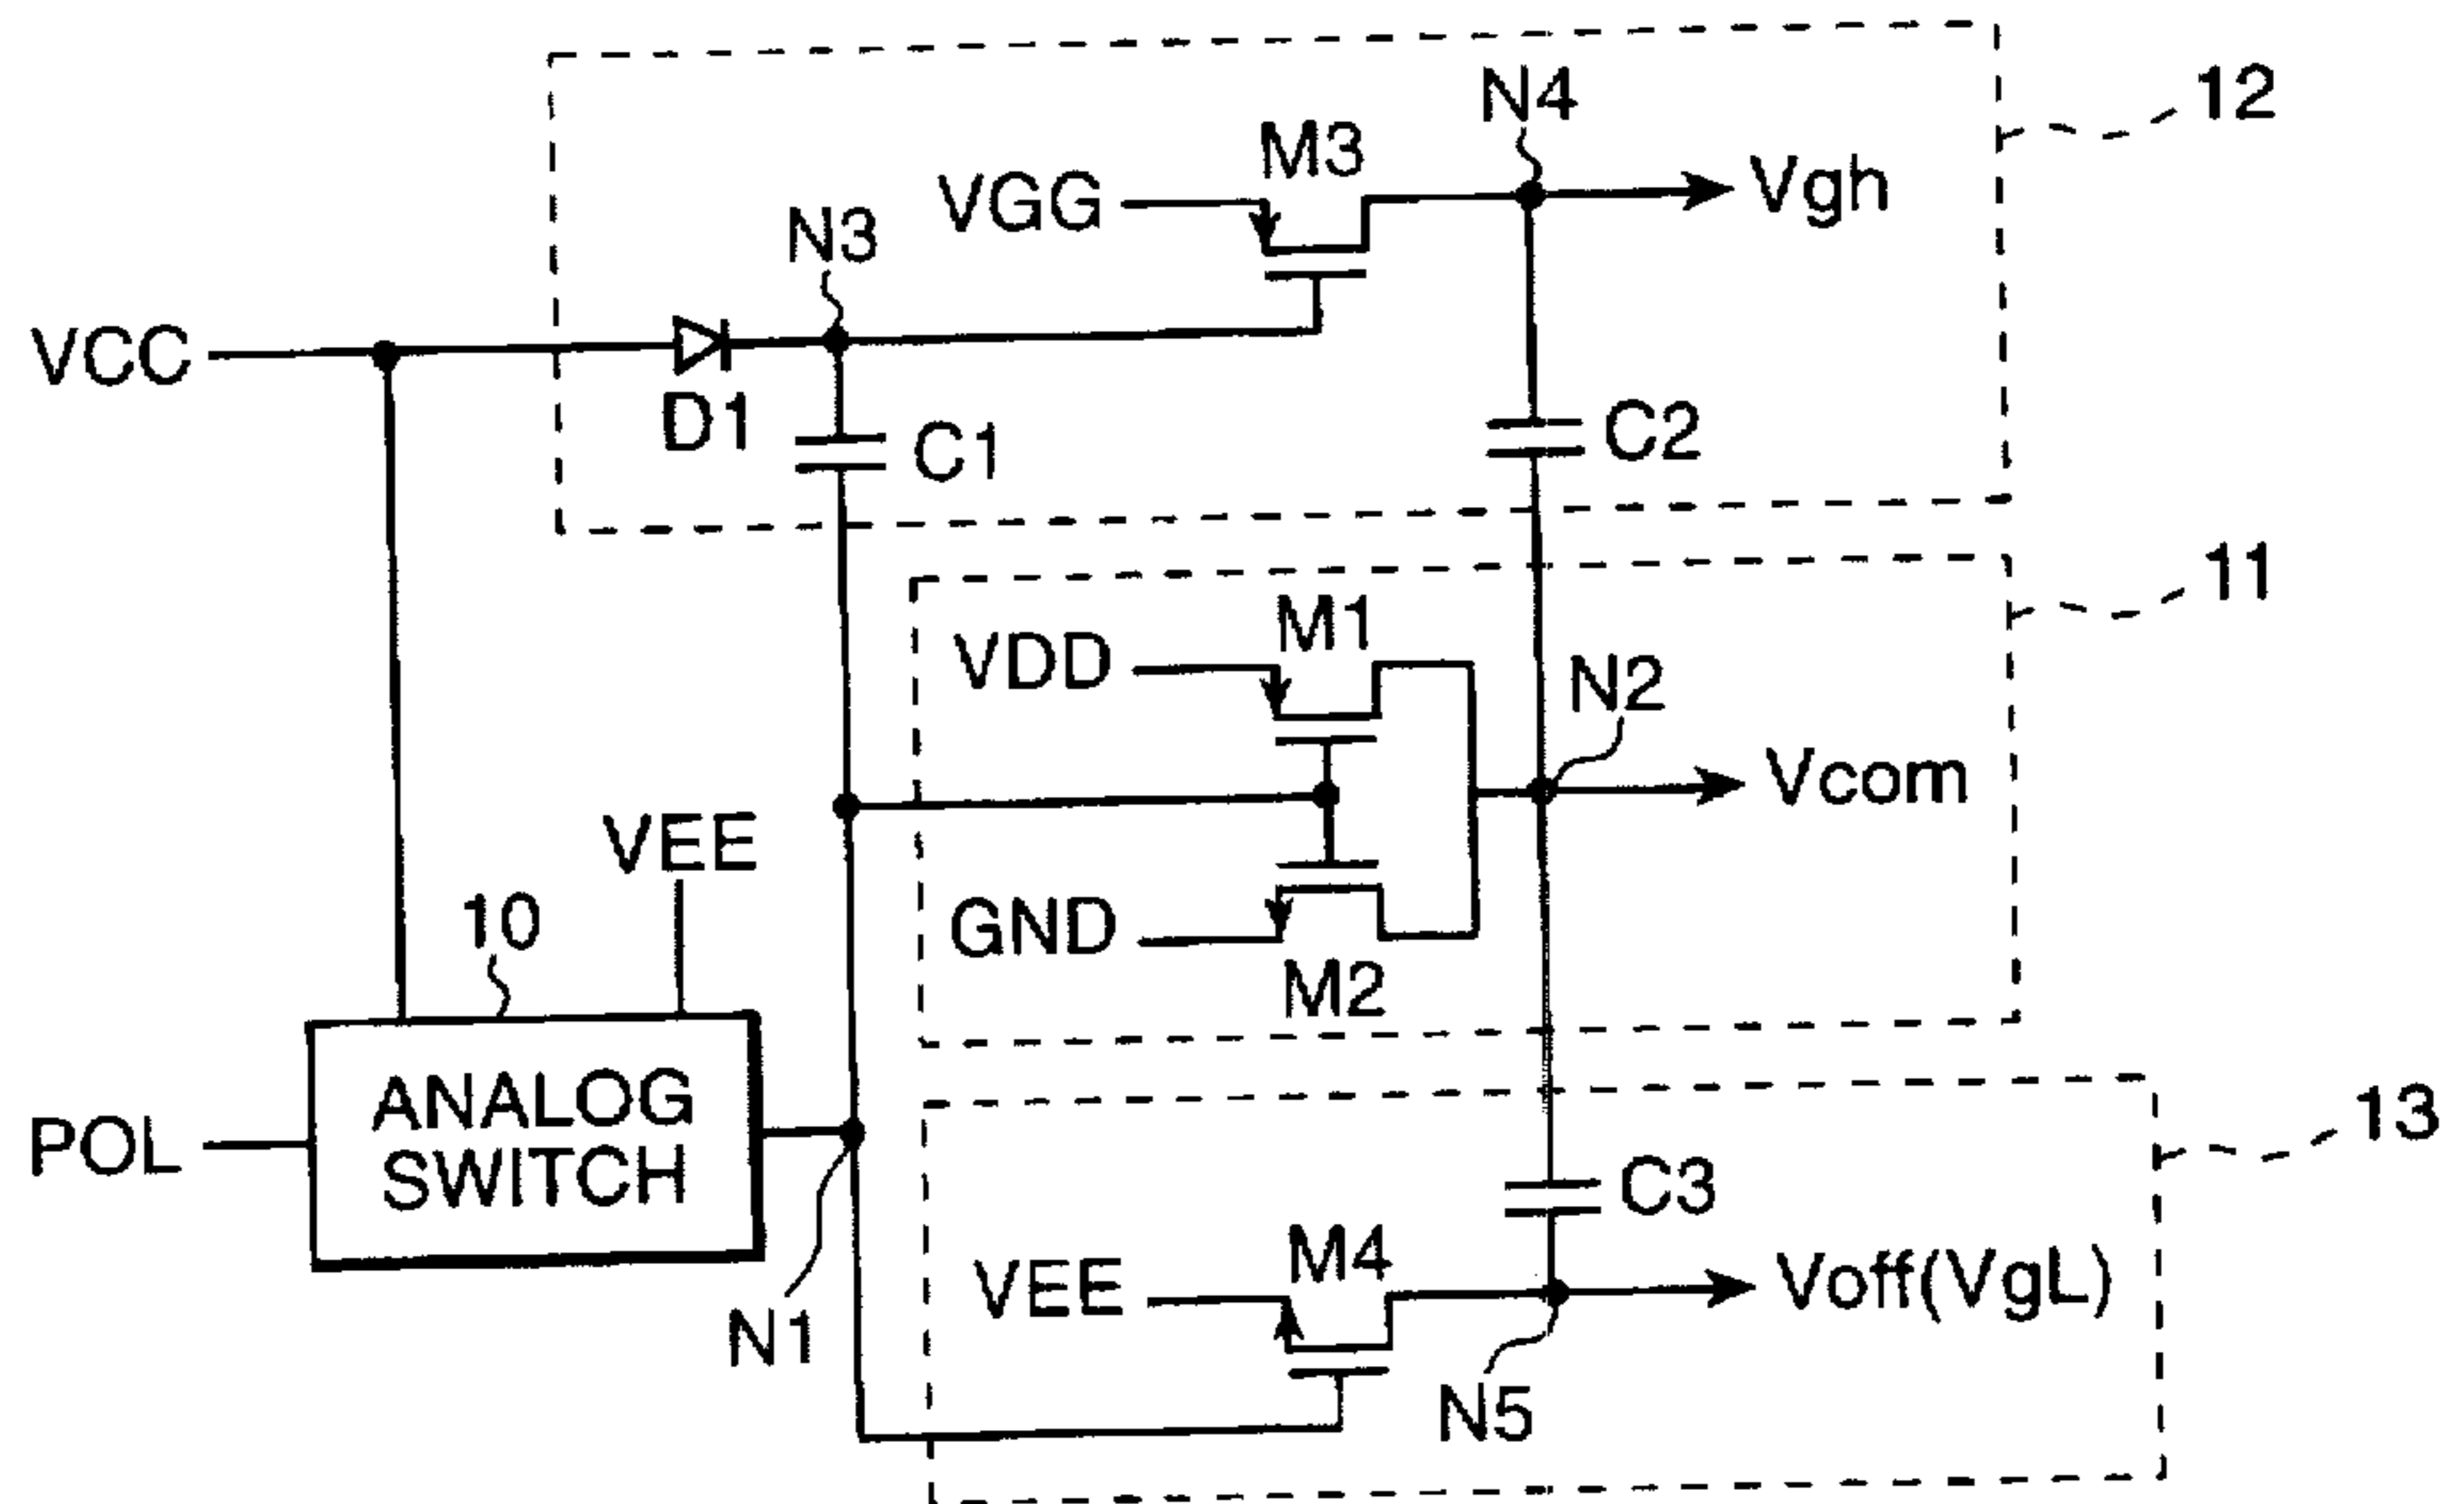 12
N4
M3
Vgh
VGG
N3
VCC
D1
C1
C2
11
M1
VDD
N2
Vcom
VEE
10
GND
M2
ANALOG
SWITCH
POL
13
C3
M4
VEE
Voff(VgL)
N1
N5